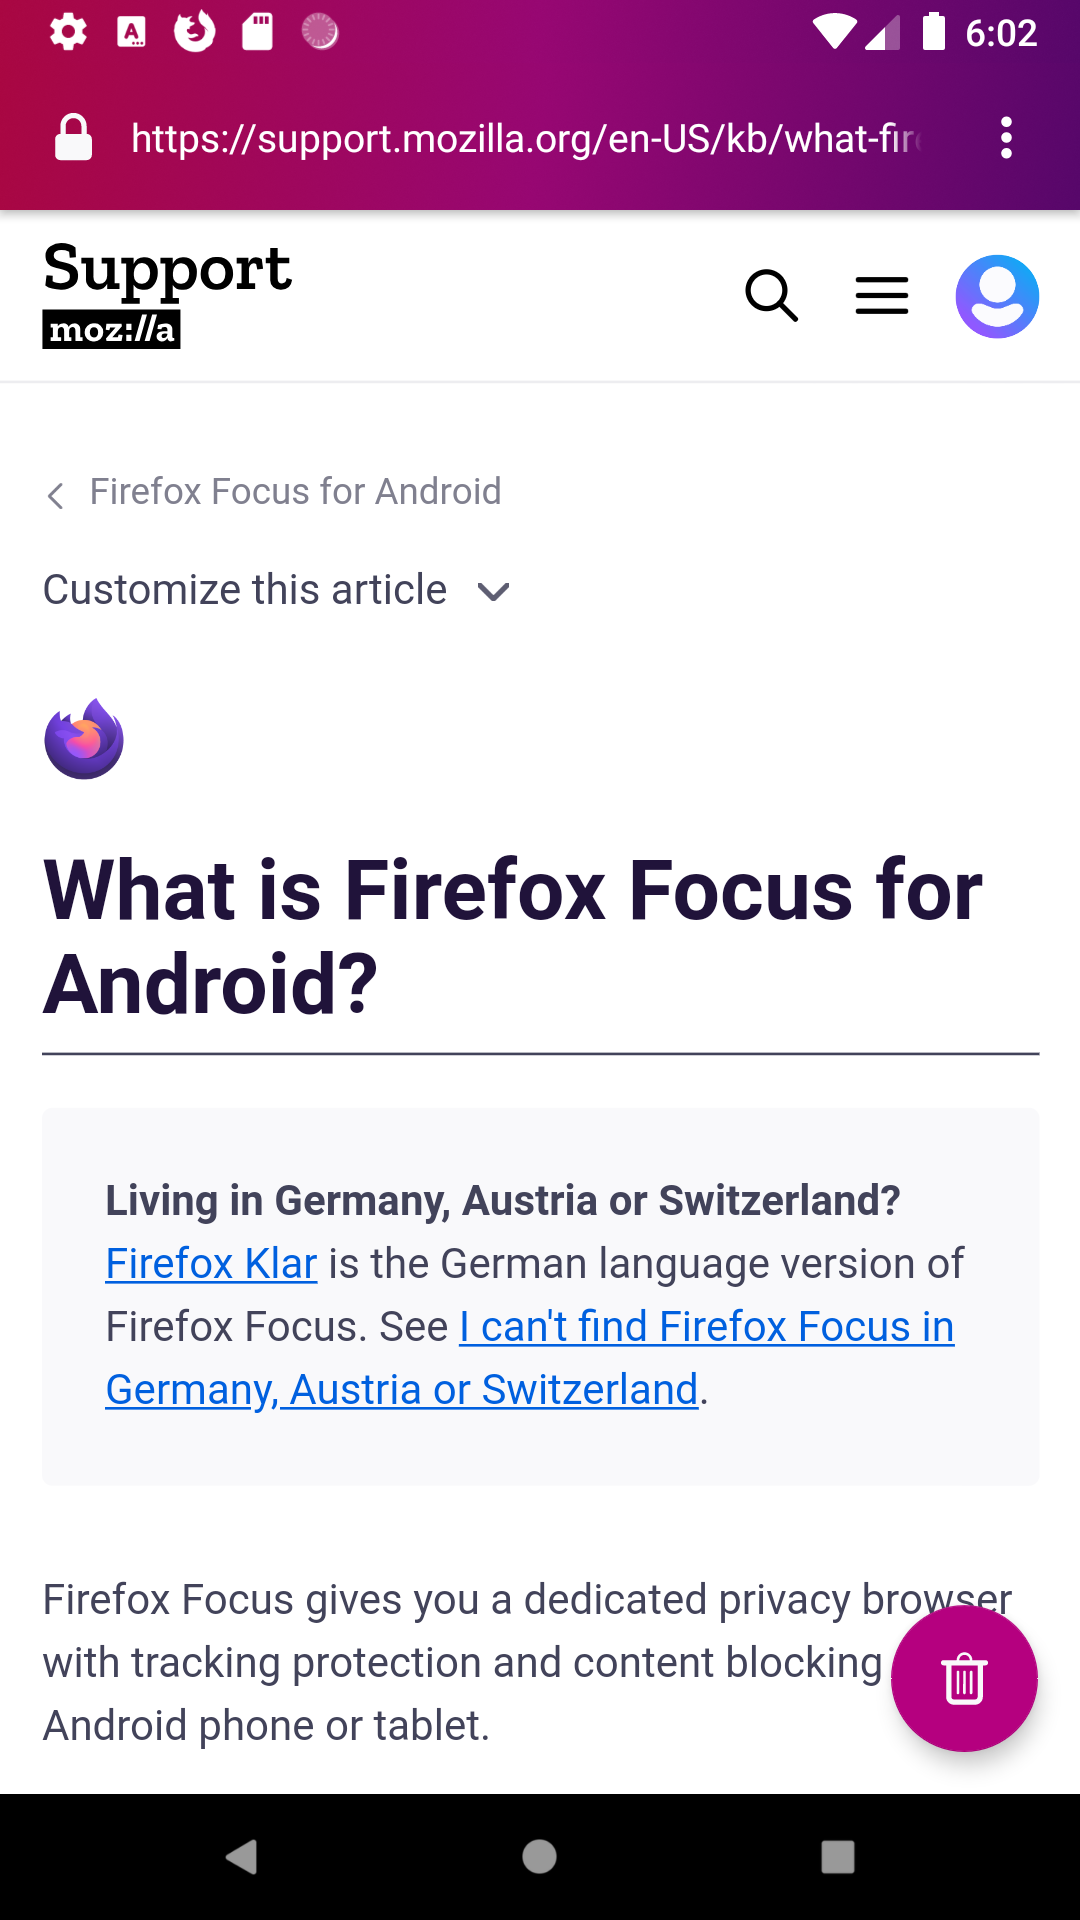 6:02
https://support.mozilla.org/en-US/kb/what-fir
Support
moz://a
Firefox Focus for Android
Customize this article
What is Firefox Focus for
Android?
Living in Germany, Austria or Switzerland?
Firefox Klar is the German language version of
Firefox Focus. See I can't find Firefox Focus in
Germany, Austria or Switzerland.
Firefox Focus gives you a dedicated privacy browser
with tracking protection and content blocking
Android phone or tablet.